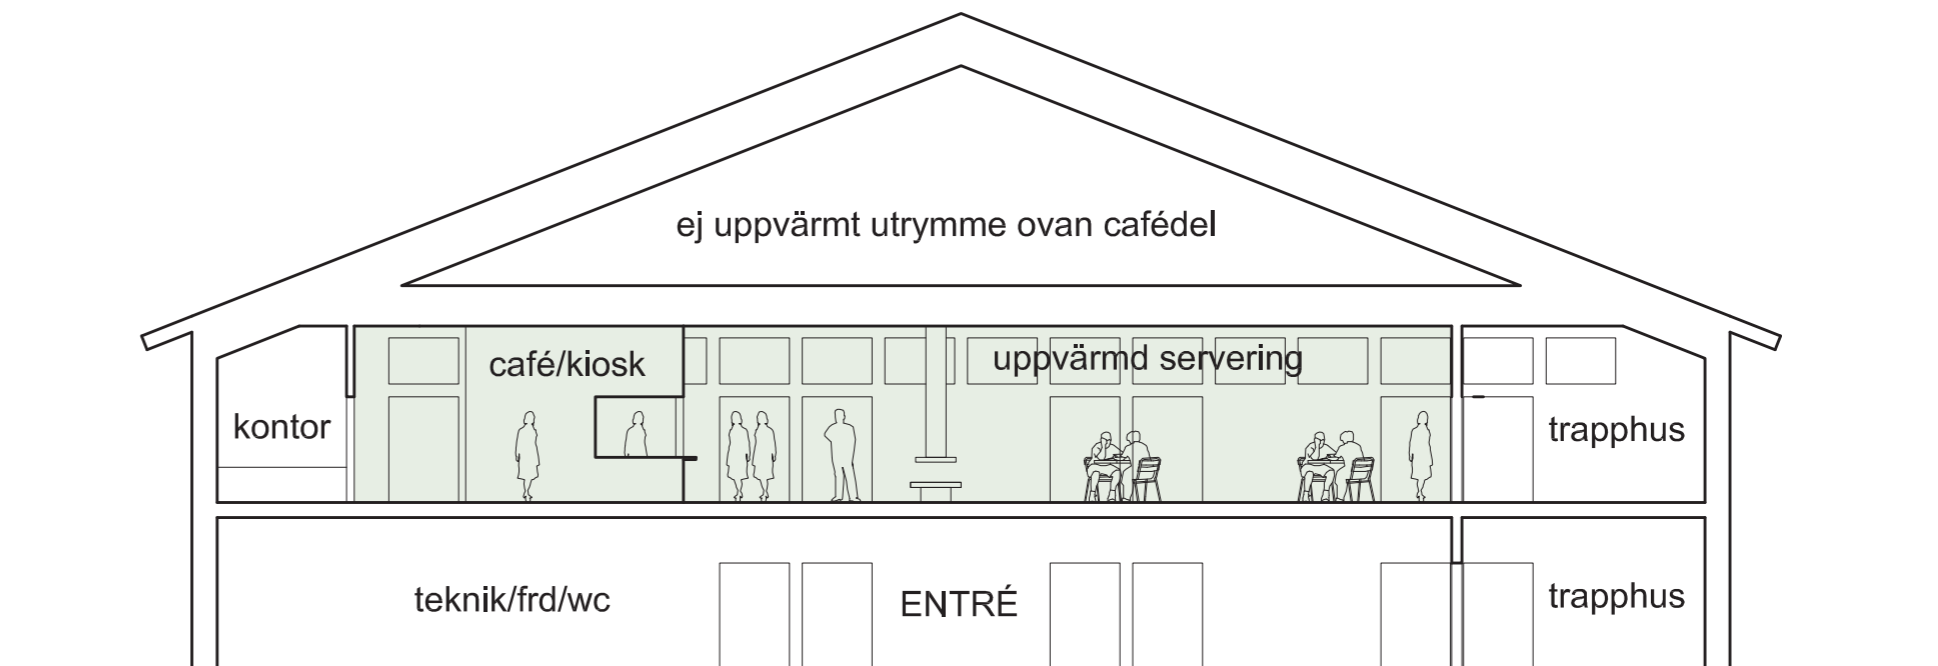 ej uppvärmt utrymme ovan cafédel
café/kiosk
uppvärmd servering
kontor
trapphus
teknik/frd/wc
ENTRÉ
trapphus